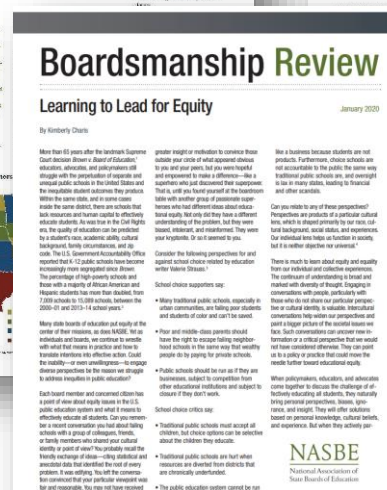 Boardsmanship Review
Learning to Lead for Equity
January 2020
By Kimberly Charis
More than 65 years after the landmark Supreme
Court decision Brown v. Board of Education,¹
educators, advocates, and policymakers still
struggle with the perpetuation of separate and
unequal public schools in the United States and
the inequitable student outcomes they produce.
Within the same state, and in some cases
inside the same district, there are schools that
lack resources and human capital to effectively
educate students. As was true in the Civil Rights
era, the quality of education can be predicted
by a student's race, academic ability, cultural
background, family circumstances, and zip
code. The U.S. Government Accountability Office
reported that K-12 public schools have become
increasingly more segregated since Brown.
The percentage of high-poverty schools and
those with a majority of African American and
Hispanic students has more than doubled, from
7,009 schools to 15,089 schools, between the
2000–01 and 2013–14 school years.²
Many state boards of education put equity at the
center of their missions, as does NASBE. Yet as
individuals and boards, we continue to wrestle
with what that means in practice and how to
translate intentions into effective action. Could
the inability—or even unwillingness—to engage
diverse perspectives be the reason we struggle
to address inequities in public education?
Each board member and concerned citizen has
a point of view about equity issues in the U.S.
public education system and what it means to
effectively educate all students. Can you remem-
ber a recent conversation you had about failing
schools with a group of colleagues, friends,
or family members who shared your cultural
identity or point of view? You probably recall the
friendly exchange of ideas—citing statistical and
anecdotal data that identified the root of every
problem. It was edifying. You left the conversa-
tion convinced that your particular viewpoint was
fair and reasonable. You may not have received
greater insight or motivation to convince those
outside your circle of what appeared obvious
to you and your peers, but you were hopeful
and empowered to make a difference—like a
superhero who just discovered their superpower.
That is, until you found yourself at the boardroom
table with another group of passionate super-
heroes who had different ideas about educa-
tional equity. Not only did they have a different
understanding of the problem, but they were
biased, intolerant, and misinformed. They were
your kryptonite. Or so it seemed to you.
Consider the following perspectives for and
against school choice related by education
writer Valerie Strauss.³
School choice supporters say:
• Many traditional public schools, especially in
urban communities, are failing poor students
and students of color and can't be saved.
• Poor and middle-class parents should
have the right to escape failing neighbor-
hood schools in the same way that wealthy
people do by paying for private schools.
• Public schools should be run as if they are
businesses, subject to competition from
other educational institutions and subject to
closure if they don't work.
School choice critics say:
• Traditional public schools must accept all
children, but choice options can be selective
about the children they educate.
• Traditional public schools are hurt when
resources are diverted from districts that
are chronically underfunded.
• The public education system cannot be run
like a business because students are not
products. Furthermore, choice schools are
not accountable to the public the same way
traditional public schools are, and oversight
is lax in many states, leading to financial
and other scandals.
Can you relate to any of these perspectives?
Perspectives are products of a particular cultural
lens, which is shaped primarily by our race, cul-
tural background, social status, and experiences.
Our individual lens helps us function in society,
but it is neither objective nor universal.⁴
There is much to learn about equity and equality
from our individual and collective experiences.
The continuum of understanding is broad and
marked with diversity of thought. Engaging in
conversations with people, particularly with
those who do not share our particular perspec-
tive or cultural identity, is valuable. Intercultural
conversations help widen our perspectives and
paint a bigger picture of the societal issues we
face. Such conversations can uncover new in-
formation or a critical perspective that we would
not have considered otherwise. They can point
us to a policy or practice that could move the
needle further toward educational equity.
When policymakers, educators, and advocates
come together to discuss the challenge of ef-
fectively educating all students, they naturally
bring personal perspectives, biases, igno-
rance, and insight. They will offer solutions
based on personal knowledge, cultural beliefs,
and experience. But when they actively par-
NASBE
National Association of
State Boards of Education